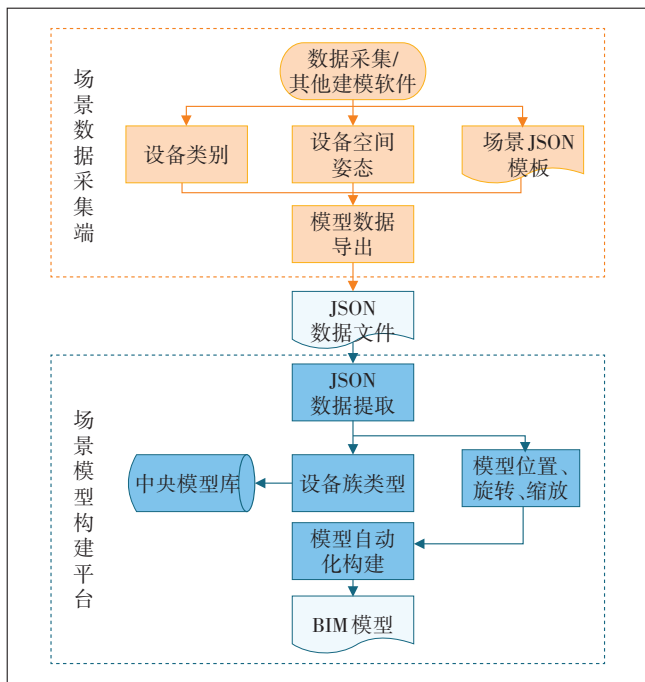 场景数据采集端
数据采集/
其他建模软件
设备类别
设备空间
姿态
场景JSON
模板
模型数据
导出
JSON
数据文件
场景模型构建平台
JSON
数据提取
中央模型库
设备族类型
模型位置、
旋转、缩放
模型自动
化构建
BIM模型